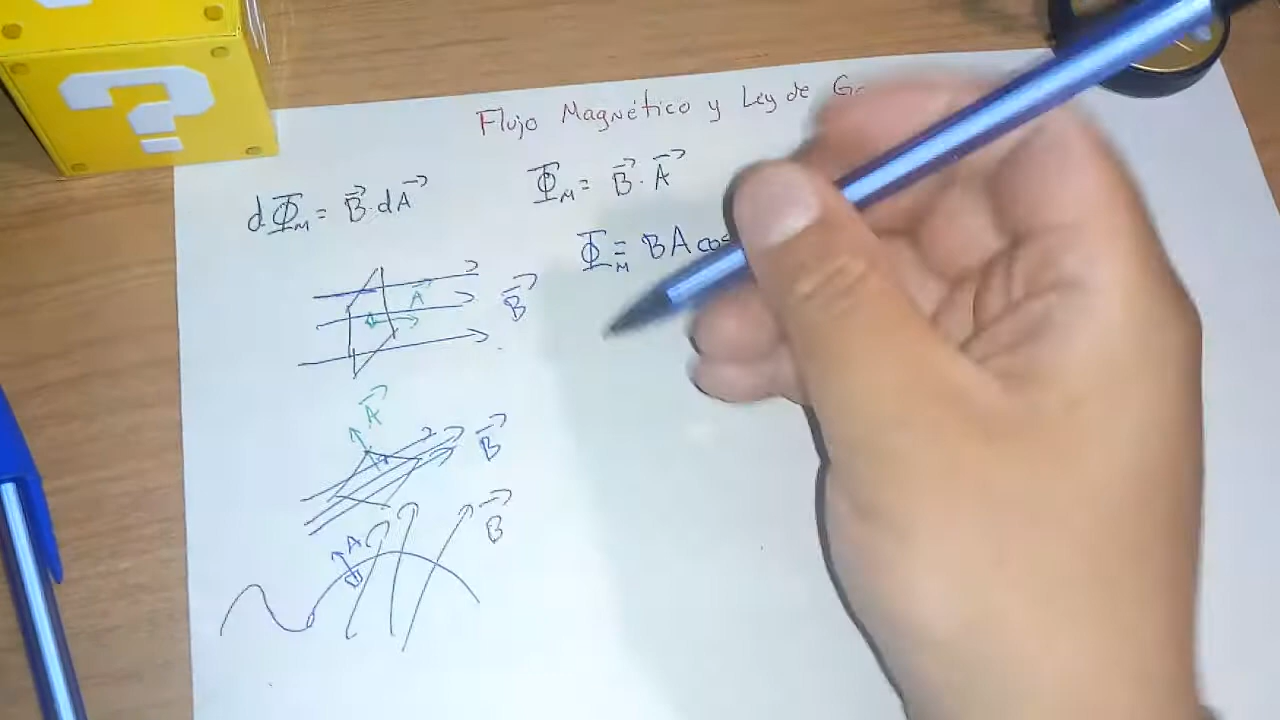 Flujo Magnético y Ley de
dΦ_M = B⃗·dA⃗
Φ_M = B⃗·A⃗
Φ_M = BA
A⃗
B⃗
A⃗
B⃗
A
B⃗
?